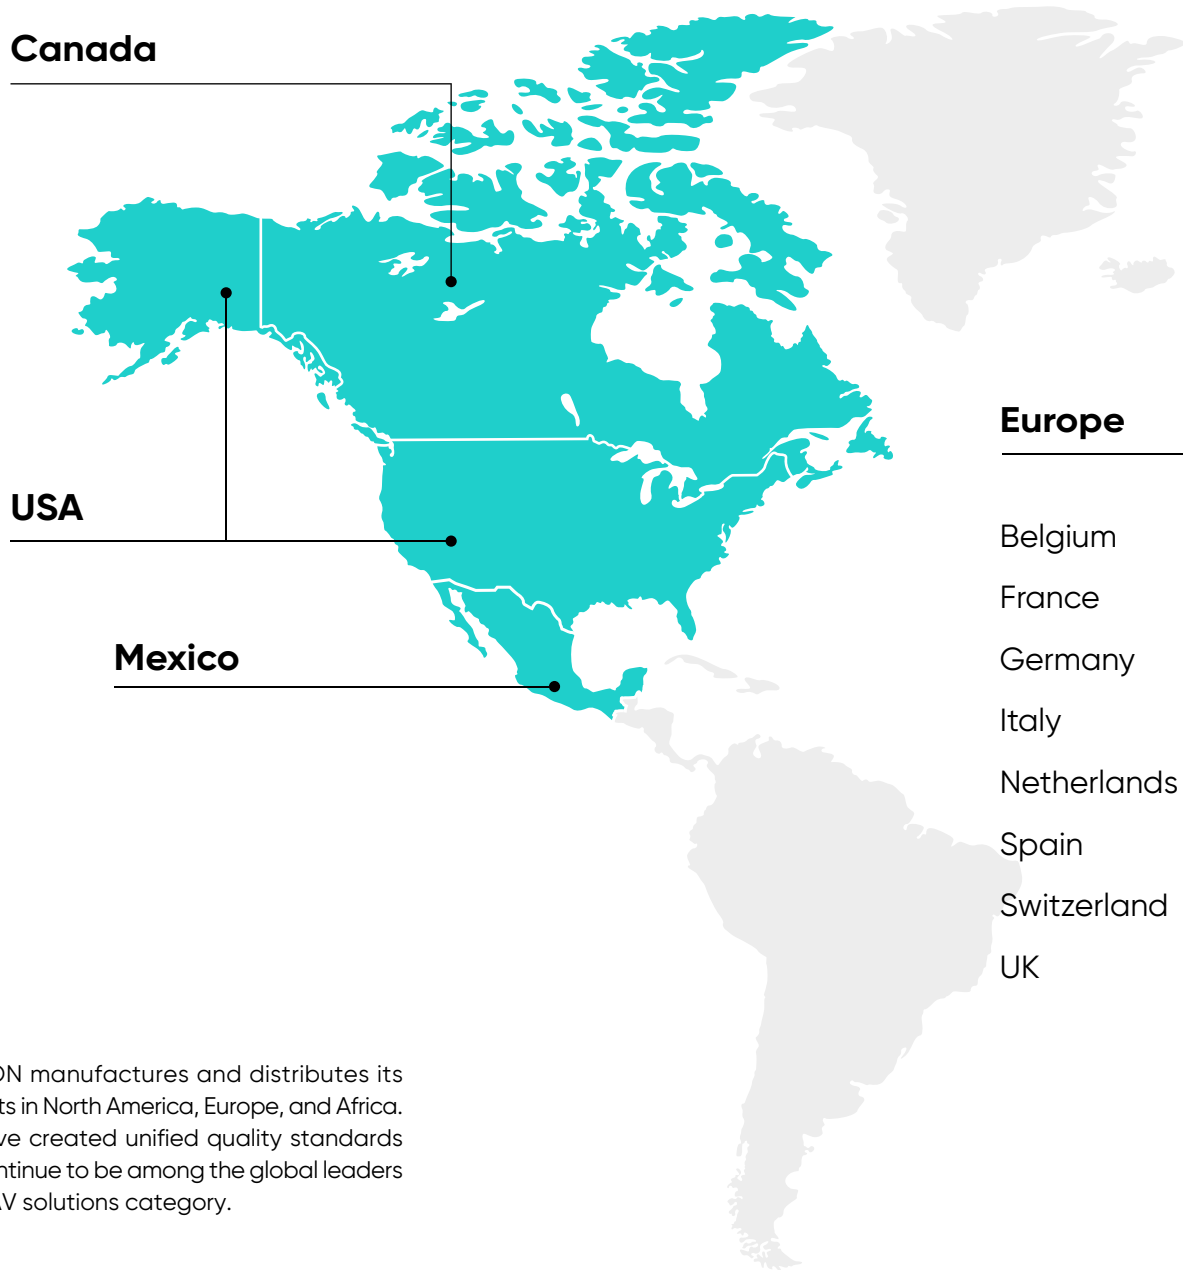 Canada
USA
Mexico
Europe
Belgium
France
Germany
Italy
Netherlands
Spain
Switzerland
UK
manufactures and distributes its
in North America, Europe, and Africa.
created unified quality standards
to be among the global leaders
solutions category.